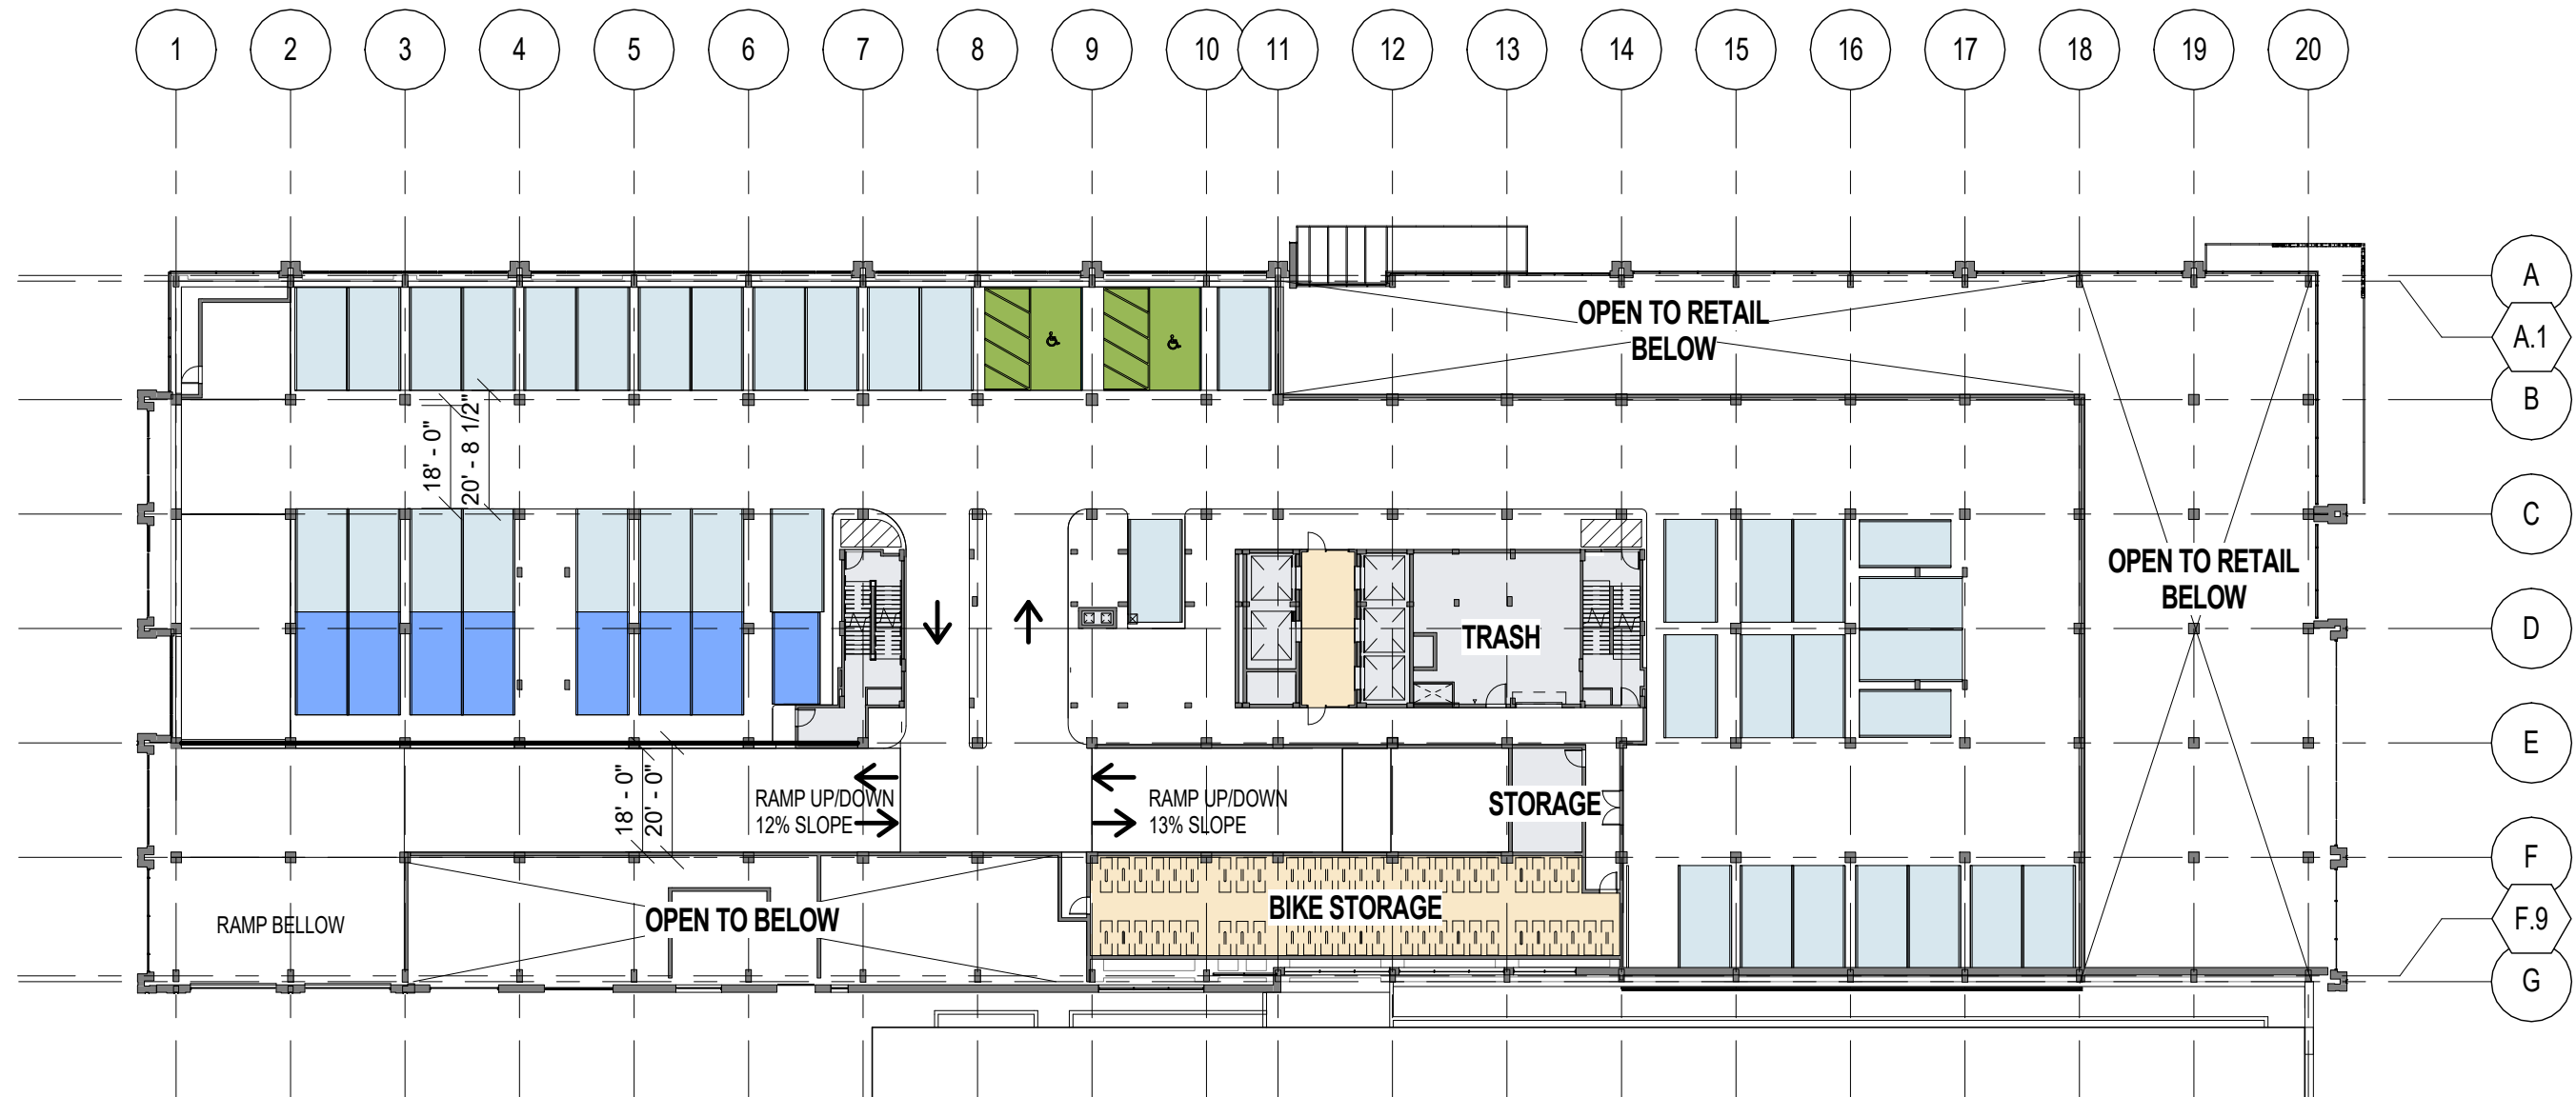 1 2 3 4 5 6 7 8 9 10 11 12 13 14 15 16 17 18 19 20
A
OPEN TO RETAIL
BELOW
A.1
B
18' - 0"
20' - 8 1/2"
C
OPEN TO RETAIL
BELOW
D
TRASH
E
18' - 0"
20' - 0"
RAMP UP/DOWN
12% SLOPE
RAMP UP/DOWN
13% SLOPE
STORAGE
F
BIKE STORAGE
OPEN TO BELOW
RAMP BELLOW
F.9
G